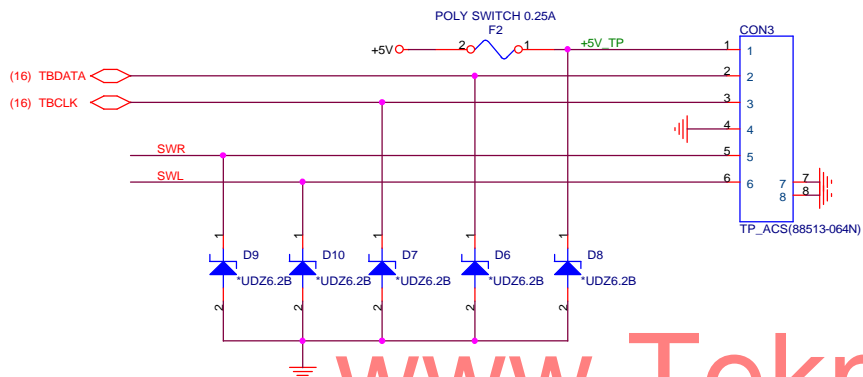 POLY SWITCH 0.25A
F2
CON3
+5V 2 1 +5V_TP 1 1
(16) TBDATA 2 2
(16) TBCLK 3 3
4 4
SWR 5 5
SWL 6 6 7 7
8 8
TP_ACS(88513-064N)
1 1 1 1 1
D9 D10 D7 D6 D8
*UDZ6.2B *UDZ6.2B *UDZ6.2B *UDZ6.2B *UDZ6.2B
2 2 2 2 2